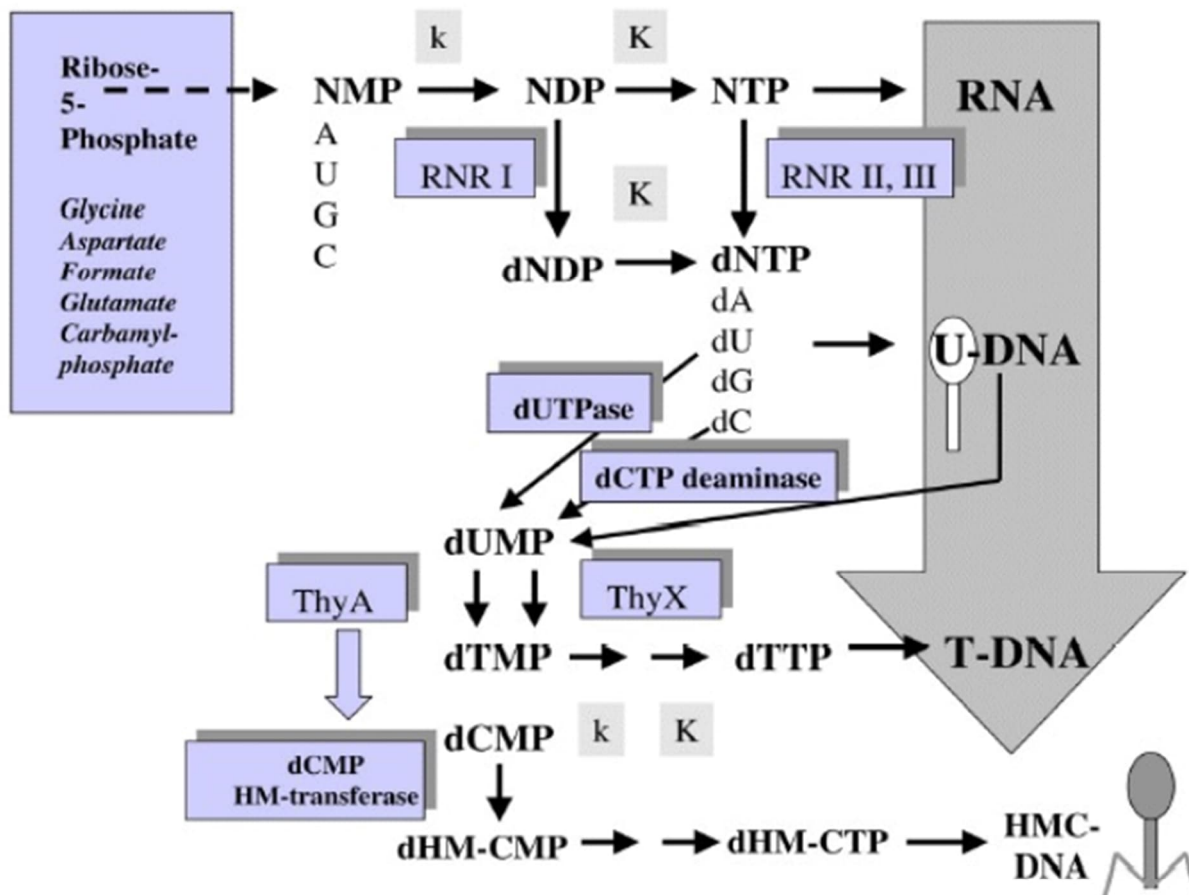 Ribose-
5-
Phosphate
Glycine
Aspartate
Formate
Glutamate
Carbamyl-
phosphate
k
K
NMP
NDP
NTP
RNA
A
U
G
C
RNR I
RNR II, III
K
dNDP
dNTP
dA
dU
dG
dC
U-DNA
dUTPase
dCTP deaminase
dUMP
ThyA
ThyX
dTMP
dTTP
T-DNA
k
K
dCMP
dCMP
HM-transferase
dHM-CMP
dHM-CTP
HMC-
DNA